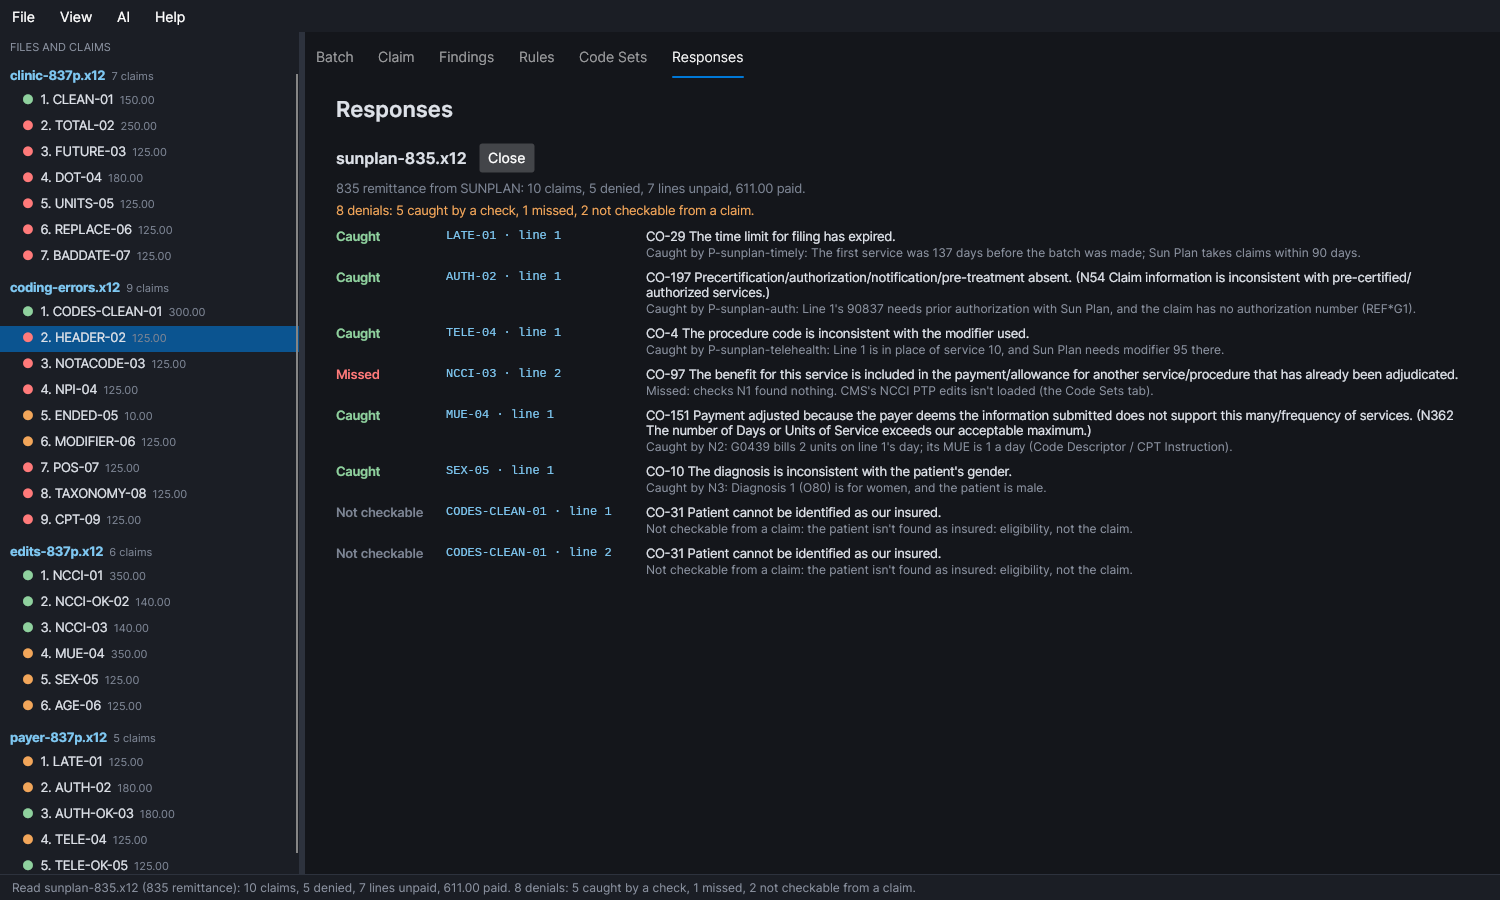 File View AI Help
FILES AND CLAIMS
clinic-837p.x12 7 claims
1. CLEAN-01 150.00
2. TOTAL-02 250.00
3. FUTURE-03 125.00
4. DOT-04 180.00
5. UNITS-05 125.00
6. REPLACE-06 125.00
7. BADDATE-07 125.00
coding-errors.x12 9 claims
1. CODES-CLEAN-01 300.00
2. HEADER-02 125.00
3. NOTACODE-03 125.00
4. NPI-04 125.00
5. ENDED-05 10.00
6. MODIFIER-06 125.00
7. POS-07 125.00
8. TAXONOMY-08 125.00
9. CPT-09 125.00
edits-837p.x12 6 claims
1. NCCI-01 350.00
2. NCCI-OK-02 140.00
3. NCCI-03 140.00
4. MUE-04 350.00
5. SEX-05 125.00
6. AGE-06 125.00
payer-837p.x12 5 claims
1. LATE-01 125.00
2. AUTH-02 180.00
3. AUTH-OK-03 180.00
4. TELE-04 125.00
5. TELE-OK-05 125.00
Batch Claim Findings Rules Code Sets Responses
Responses
sunplan-835.x12 Close
835 remittance from SUNPLAN: 10 claims, 5 denied, 7 lines unpaid, 611.00 paid.
8 denials: 5 caught by a check, 1 missed, 2 not checkable from a claim.
Caught LATE-01 · line 1 CO-29 The time limit for filing has expired.
Caught by P-sunplan-timely: The first service was 137 days before the batch was made; Sun Plan takes claims within 90 days.
Caught AUTH-02 · line 1 CO-197 Precertification/authorization/notification/pre-treatment absent. (N54 Claim information is inconsistent with pre-certified/
authorized services.)
Caught by P-sunplan-auth: Line 1's 90837 needs prior authorization with Sun Plan, and the claim has no authorization number (REF*G1).
Caught TELE-04 · line 1 CO-4 The procedure code is inconsistent with the modifier used.
Caught by P-sunplan-telehealth: Line 1 is in place of service 10, and Sun Plan needs modifier 95 there.
Missed NCCI-03 · line 2 CO-97 The benefit for this service is included in the payment/allowance for another service/procedure that has already been adjudicated.
Missed: checks N1 found nothing. CMS's NCCI PTP edits isn't loaded (the Code Sets tab).
Caught MUE-04 · line 1 CO-151 Payment adjusted because the payer deems the information submitted does not support this many/frequency of services. (N362
The number of Days or Units of Service exceeds our acceptable maximum.)
Caught by N2: G0439 bills 2 units on line 1's day; its MUE is 1 a day (Code Descriptor / CPT Instruction).
Caught SEX-05 · line 1 CO-10 The diagnosis is inconsistent with the patient's gender.
Caught by N3: Diagnosis 1 (O80) is for women, and the patient is male.
Not checkable CODES-CLEAN-01 · line 1 CO-31 Patient cannot be identified as our insured.
Not checkable from a claim: the patient isn't found as insured: eligibility, not the claim.
Not checkable CODES-CLEAN-01 · line 2 CO-31 Patient cannot be identified as our insured.
Not checkable from a claim: the patient isn't found as insured: eligibility, not the claim.
Read sunplan-835.x12 (835 remittance): 10 claims, 5 denied, 7 lines unpaid, 611.00 paid. 8 denials: 5 caught by a check, 1 missed, 2 not checkable from a claim.